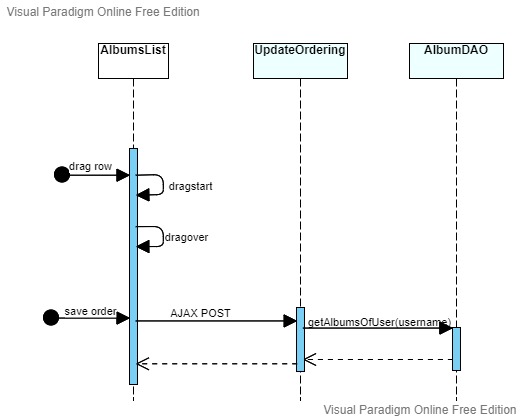 Visual Paradigm Online Free Edition
AlbumsList
UpdateOrdering
AlbumDAO
drag row
dragstart
dragover
save order
AJAX POST
getAlbumsOfUser(username)
Visual Paradigm Online Free Edition